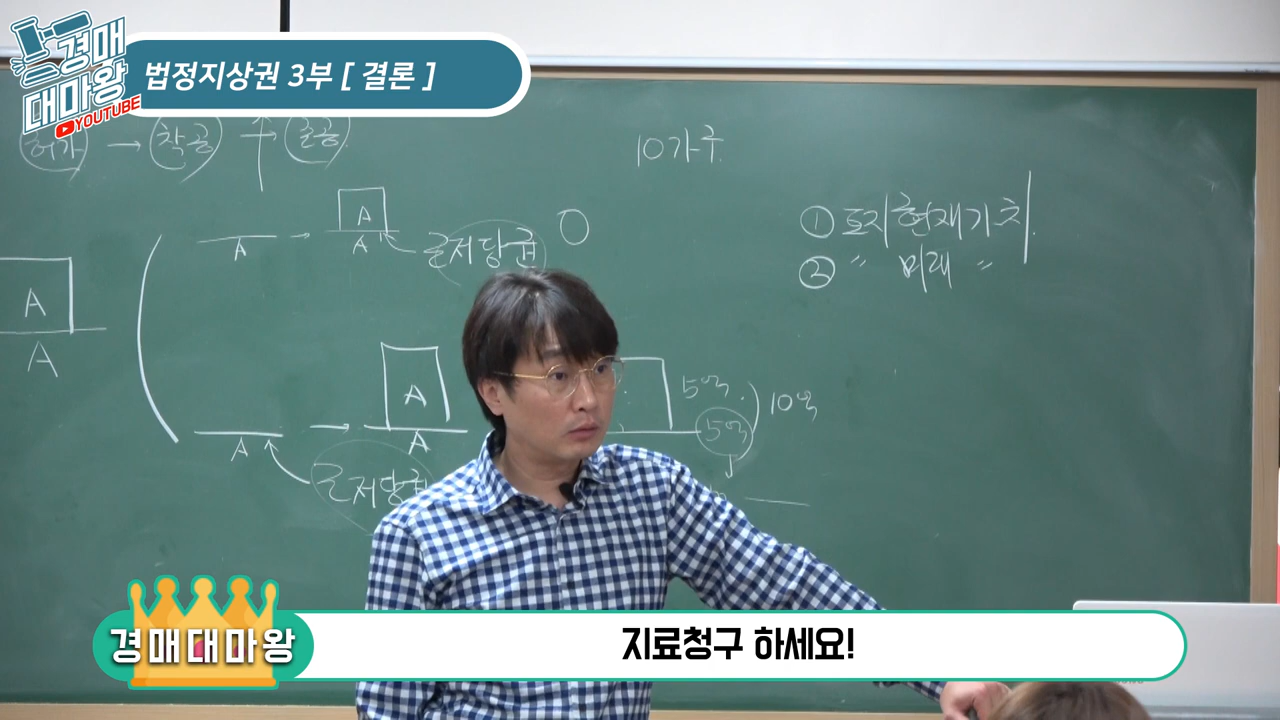 경매
대마왕
YOUTUBE
법정지상권 3부 [ 결론 ]
허가 → 착공 → 준공
10가구
A
A
A → A
A
근저당권
① 토지현재가치
② 〃 미래 〃
A
A → A
근저당권
5억
5억
10억
경매대마왕
지료청구 하세요!